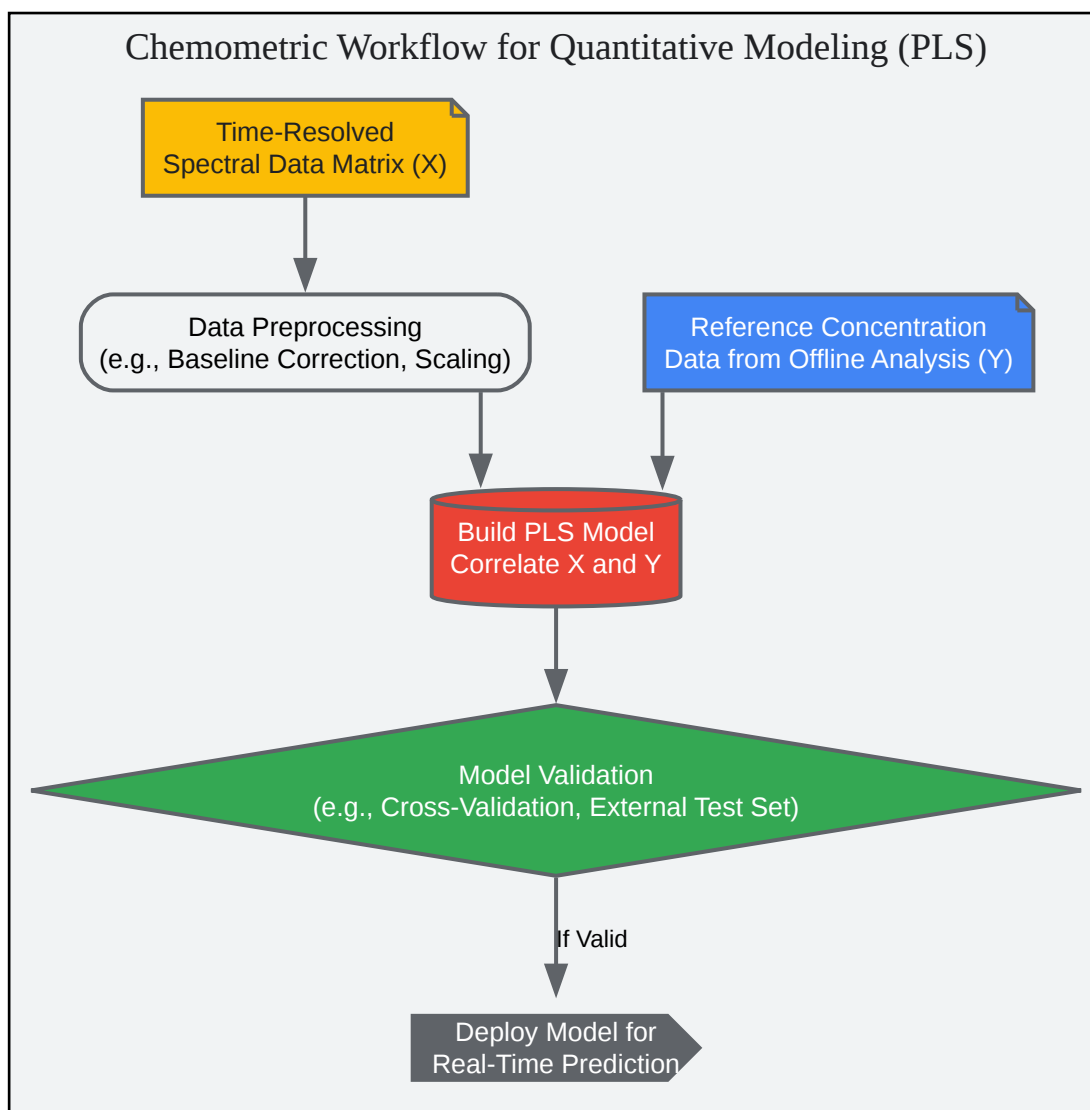 Chemometric Workflow for Quantitative Modeling (PLS)
Time-Resolved
Spectral Data Matrix (X)
Data Preprocessing
(e.g., Baseline Correction, Scaling)
Reference Concentration
Data from Offline Analysis (Y)
Build PLS Model
Correlate X and Y
Model Validation
(e.g., Cross-Validation, External Test Set)
If Valid
Deploy Model for
Real-Time Prediction